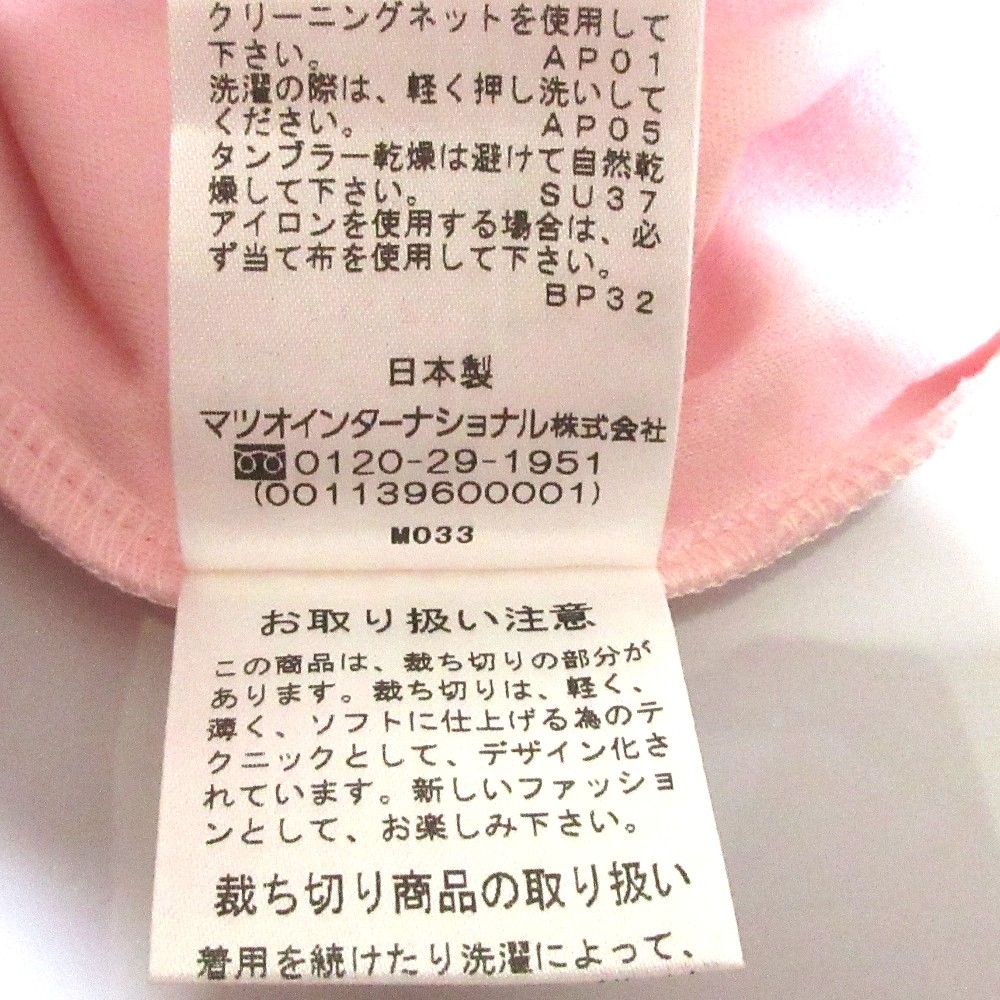 クリーニングネットを使用して
下さい。 AP01
洗濯の際は、軽く押し洗いして
ください。 AP05
タンブラー乾燥は避けて自然乾
燥して下さい。 SU37
アイロンを使用する場合は、必
ず当て布を使用して下さい。
BP32
日本製
マツオインターナショナル株式会社
0120-29-1951
(001139600001)
M033
お取り扱い注意
この商品は、裁ち切りの部分が
あります。裁ち切りは、軽く、
薄く、ソフトに仕上げる為のテ
クニックとして、デザイン化さ
れています。新しいファッショ
ンとして、お楽しみ下さい。
裁ち切り商品の取り扱い
着用を続けたり洗濯によって、